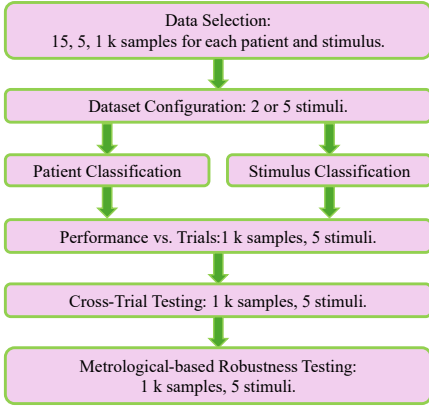 Data Selection:
15, 5, 1 k samples for each patient and stimulus.
Dataset Configuration: 2 or 5 stimuli.
Patient Classification
Stimulus Classification
Performance vs. Trials:1 k samples, 5 stimuli.
Cross-Trial Testing: 1 k samples, 5 stimuli.
Metrological-based Robustness Testing:
1 k samples, 5 stimuli.